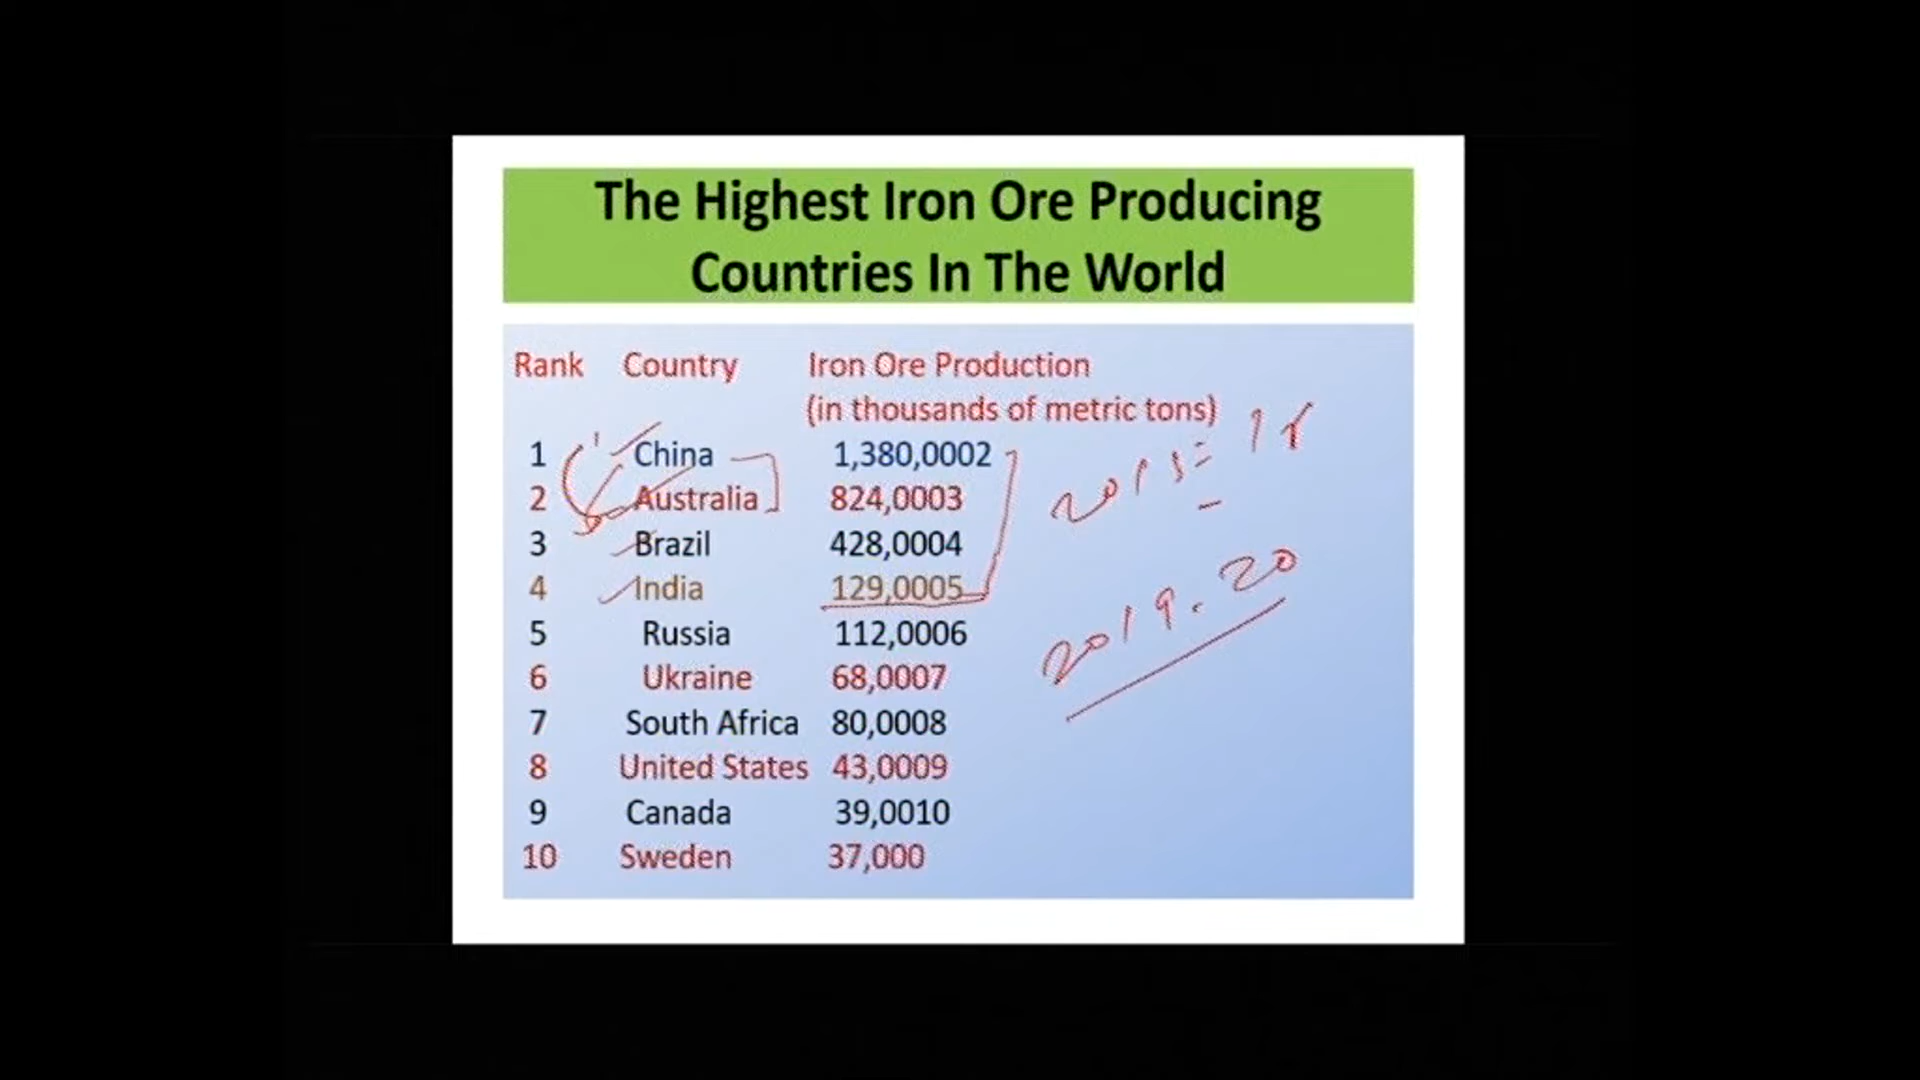 The Highest Iron Ore Producing
Countries In The World
Rank Country Iron Ore Production
(in thousands of metric tons)
1 China 1,380,0002
2 Australia 824,0003
3 Brazil 428,0004
4 India 129,0005
5 Russia 112,0006
6 Ukraine 68,0007
7 South Africa 80,0008
8 United States 43,0009
9 Canada 39,0010
10 Sweden 37,000
2019-20